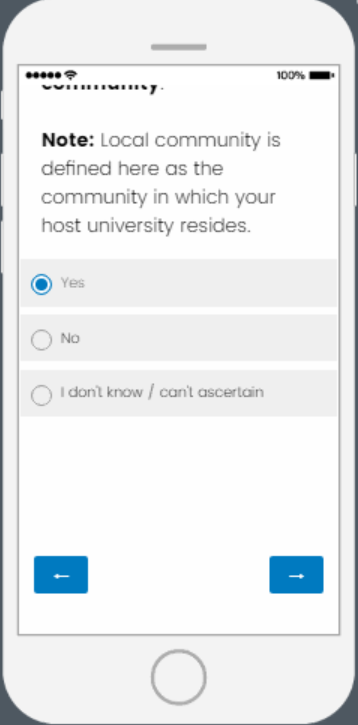 100%
community.
Note: Local community is
defined here as the
community in which your
host university resides.
Yes
No
I don't know / can't ascertain
←
→